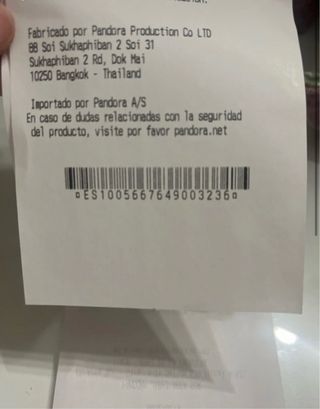 Fabricado por Pandora Production Co LTD
88 Soi Sukhaphiban 2 Soi 31
Sukhaphiban 2 Rd, Dok Mai
10250 Bangkok - Thailand
Importado por Pandora A/S
En caso de dudas relacionadas con la seguridad
del producto, visite por favor pandora.net
¤ES1005667649003236¤